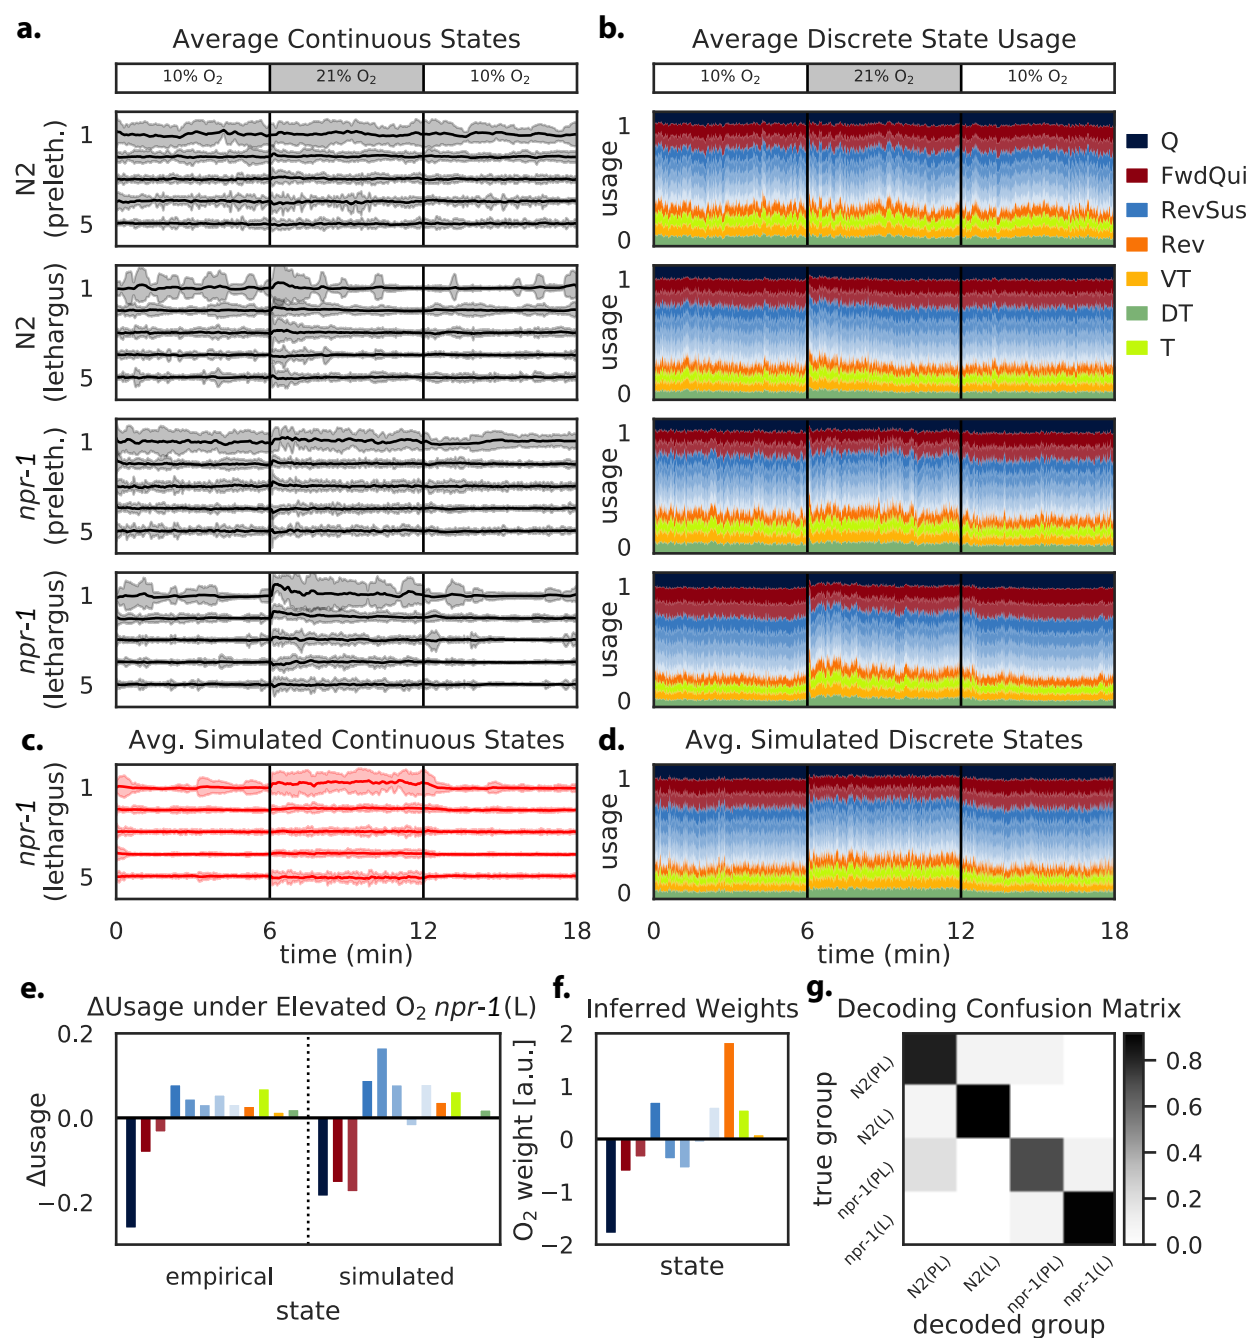 a.
Average Continuous States
10% O₂ 21% O₂ 10% O₂
N2
(preleth.)
1
5
N2
(lethargus)
1
5
npr-1
(preleth.)
1
5
npr-1
(lethargus)
1
5
b.
Average Discrete State Usage
10% O₂ 21% O₂ 10% O₂
usage
1
0
usage
1
0
usage
1
0
usage
1
0
Q
FwdQui
RevSus
Rev
VT
DT
T
c.
Avg. Simulated Continuous States
npr-1
(lethargus)
1
5
0 6 12 18
time (min)
d.
Avg. Simulated Discrete States
usage
1
0
0 6 12 18
time (min)
e.
ΔUsage under Elevated O₂ npr-1(L)
Δusage
0.2
0.0
−0.2
empirical simulated
state
f.
Inferred Weights
O₂ weight [a.u.]
2
1
0
−1
−2
state
g.
Decoding Confusion Matrix
true group
N2(PL)
N2(L)
npr-1(PL)
npr-1(L)
N2(PL) N2(L) npr-1(PL) npr-1(L)
decoded group
0.8
0.6
0.4
0.2
0.0